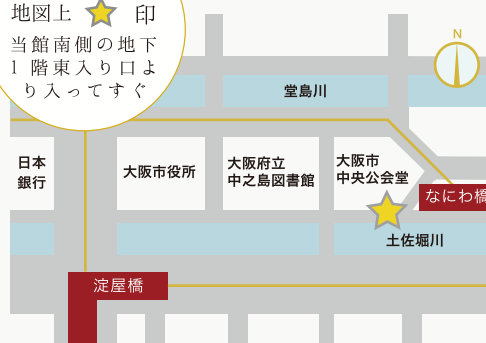 地図上 印
当館南側の地下
1階東入り口よ
り入ってすぐ
N
堂島川
日本
銀行
大阪市役所
大阪府立
中之島図書館
大阪市
中央公会堂
なにわ橋
土佐堀川
淀屋橋